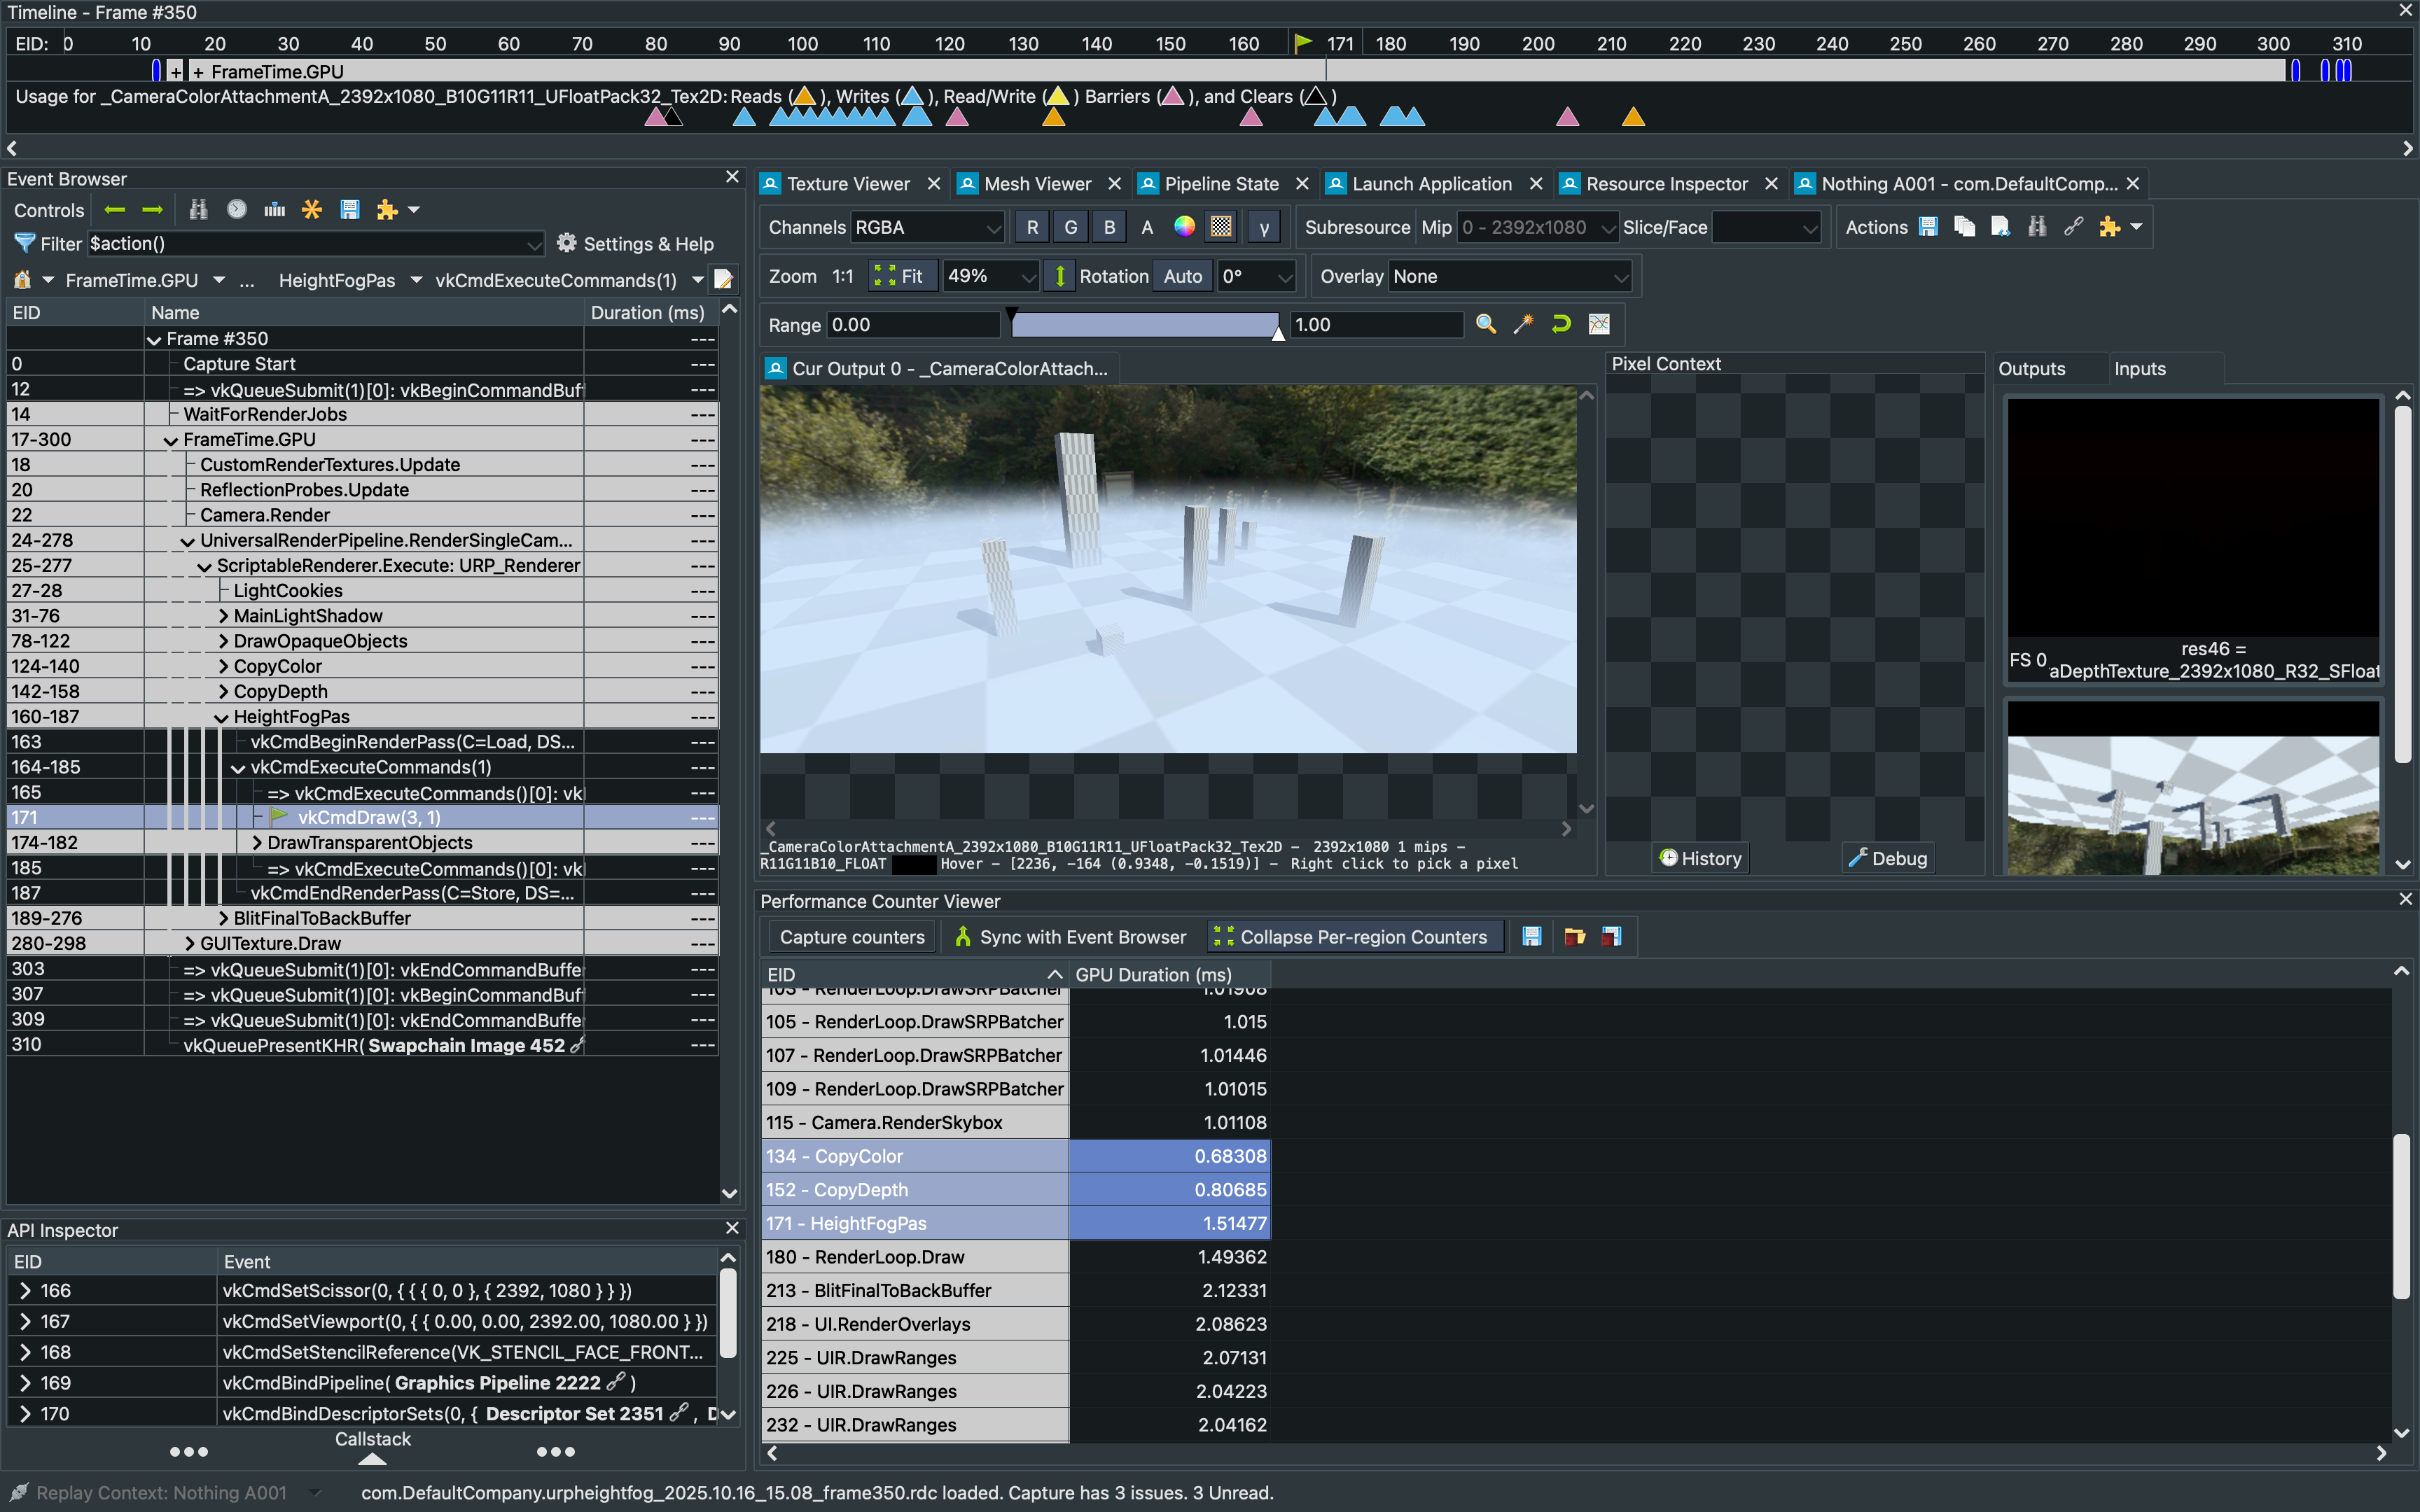 Timeline - Frame #350
EID: 0 10 20 30 40 50 60 70 80 90 100 110 120 130 140 150 160 171 180 190 200 210 220 230 240 250 260 270 280 290 300 310
+ + FrameTime.GPU
Usage for _CameraColorAttachmentA_2392x1080_B10G11R11_UFloatPack32_Tex2D: Reads ( ), Writes ( ), Read/Write ( ) Barriers ( ), and Clears ( )
Event Browser
Controls
Filter $action() Settings & Help
FrameTime.GPU ... HeightFogPas vkCmdExecuteCommands(1)
EID Name Duration (ms)
Frame #350 ---
0 Capture Start ---
12 => vkQueueSubmit(1)[0]: vkBeginCommandBuf ---
14 WaitForRenderJobs ---
17-300 FrameTime.GPU ---
18 CustomRenderTextures.Update ---
20 ReflectionProbes.Update ---
22 Camera.Render ---
24-278 UniversalRenderPipeline.RenderSingleCam... ---
25-277 ScriptableRenderer.Execute: URP_Renderer ---
27-28 LightCookies ---
31-76 MainLightShadow ---
78-122 DrawOpaqueObjects ---
124-140 CopyColor ---
142-158 CopyDepth ---
160-187 HeightFogPas ---
163 vkCmdBeginRenderPass(C=Load, DS... ---
164-185 vkCmdExecuteCommands(1) ---
165 => vkCmdExecuteCommands()[0]: vk ---
171 vkCmdDraw(3, 1) ---
174-182 DrawTransparentObjects ---
185 => vkCmdExecuteCommands()[0]: vk ---
187 vkCmdEndRenderPass(C=Store, DS=... ---
189-276 BlitFinalToBackBuffer ---
280-298 GUITexture.Draw ---
303 => vkQueueSubmit(1)[0]: vkEndCommandBuffe ---
307 => vkQueueSubmit(1)[0]: vkBeginCommandBuf ---
309 => vkQueueSubmit(1)[0]: vkEndCommandBuffe ---
310 vkQueuePresentKHR( Swapchain Image 452 ---
API Inspector
EID Event
166 vkCmdSetScissor(0, { { { 0, 0 }, { 2392, 1080 } } })
167 vkCmdSetViewport(0, { { 0.00, 0.00, 2392.00, 1080.00 } })
168 vkCmdSetStencilReference(VK_STENCIL_FACE_FRONT...
169 vkCmdBindPipeline( Graphics Pipeline 2222 )
170 vkCmdBindDescriptorSets(0, { Descriptor Set 2351 , D
Callstack
Texture Viewer Mesh Viewer Pipeline State Launch Application Resource Inspector Nothing A001 - com.DefaultComp...
Channels RGBA R G B A γ Subresource Mip 0 - 2392x1080 Slice/Face Actions
Zoom 1:1 Fit 49% Rotation Auto 0° Overlay None
Range 0.00 1.00
Cur Output 0 - _CameraColorAttach...
_CameraColorAttachmentA_2392x1080_B10G11R11_UFloatPack32_Tex2D - 2392x1080 1 mips -
R11G11B10_FLOAT Hover - [2236, -164 (0.9348, -0.1519)] - Right click to pick a pixel
Pixel Context
History Debug
Outputs Inputs
FS 0 res46 =
aDepthTexture_2392x1080_R32_SFloat
Performance Counter Viewer
Capture counters Sync with Event Browser Collapse Per-region Counters
EID GPU Duration (ms)
103 - RenderLoop.DrawSRPBatcher 1.01908
105 - RenderLoop.DrawSRPBatcher 1.015
107 - RenderLoop.DrawSRPBatcher 1.01446
109 - RenderLoop.DrawSRPBatcher 1.01015
115 - Camera.RenderSkybox 1.01108
134 - CopyColor 0.68308
152 - CopyDepth 0.80685
171 - HeightFogPas 1.51477
180 - RenderLoop.Draw 1.49362
213 - BlitFinalToBackBuffer 2.12331
218 - UI.RenderOverlays 2.08623
225 - UIR.DrawRanges 2.07131
226 - UIR.DrawRanges 2.04223
232 - UIR.DrawRanges 2.04162
Replay Context: Nothing A001 com.DefaultCompany.urpheightfog_2025.10.16_15.08_frame350.rdc loaded. Capture has 3 issues. 3 Unread.